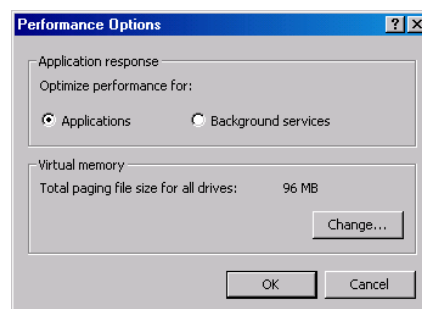 Performance Options
Application response
Optimize performance for:
Applications Background services
Virtual memory
Total paging file size for all drives: 96 MB
Change...
OK Cancel